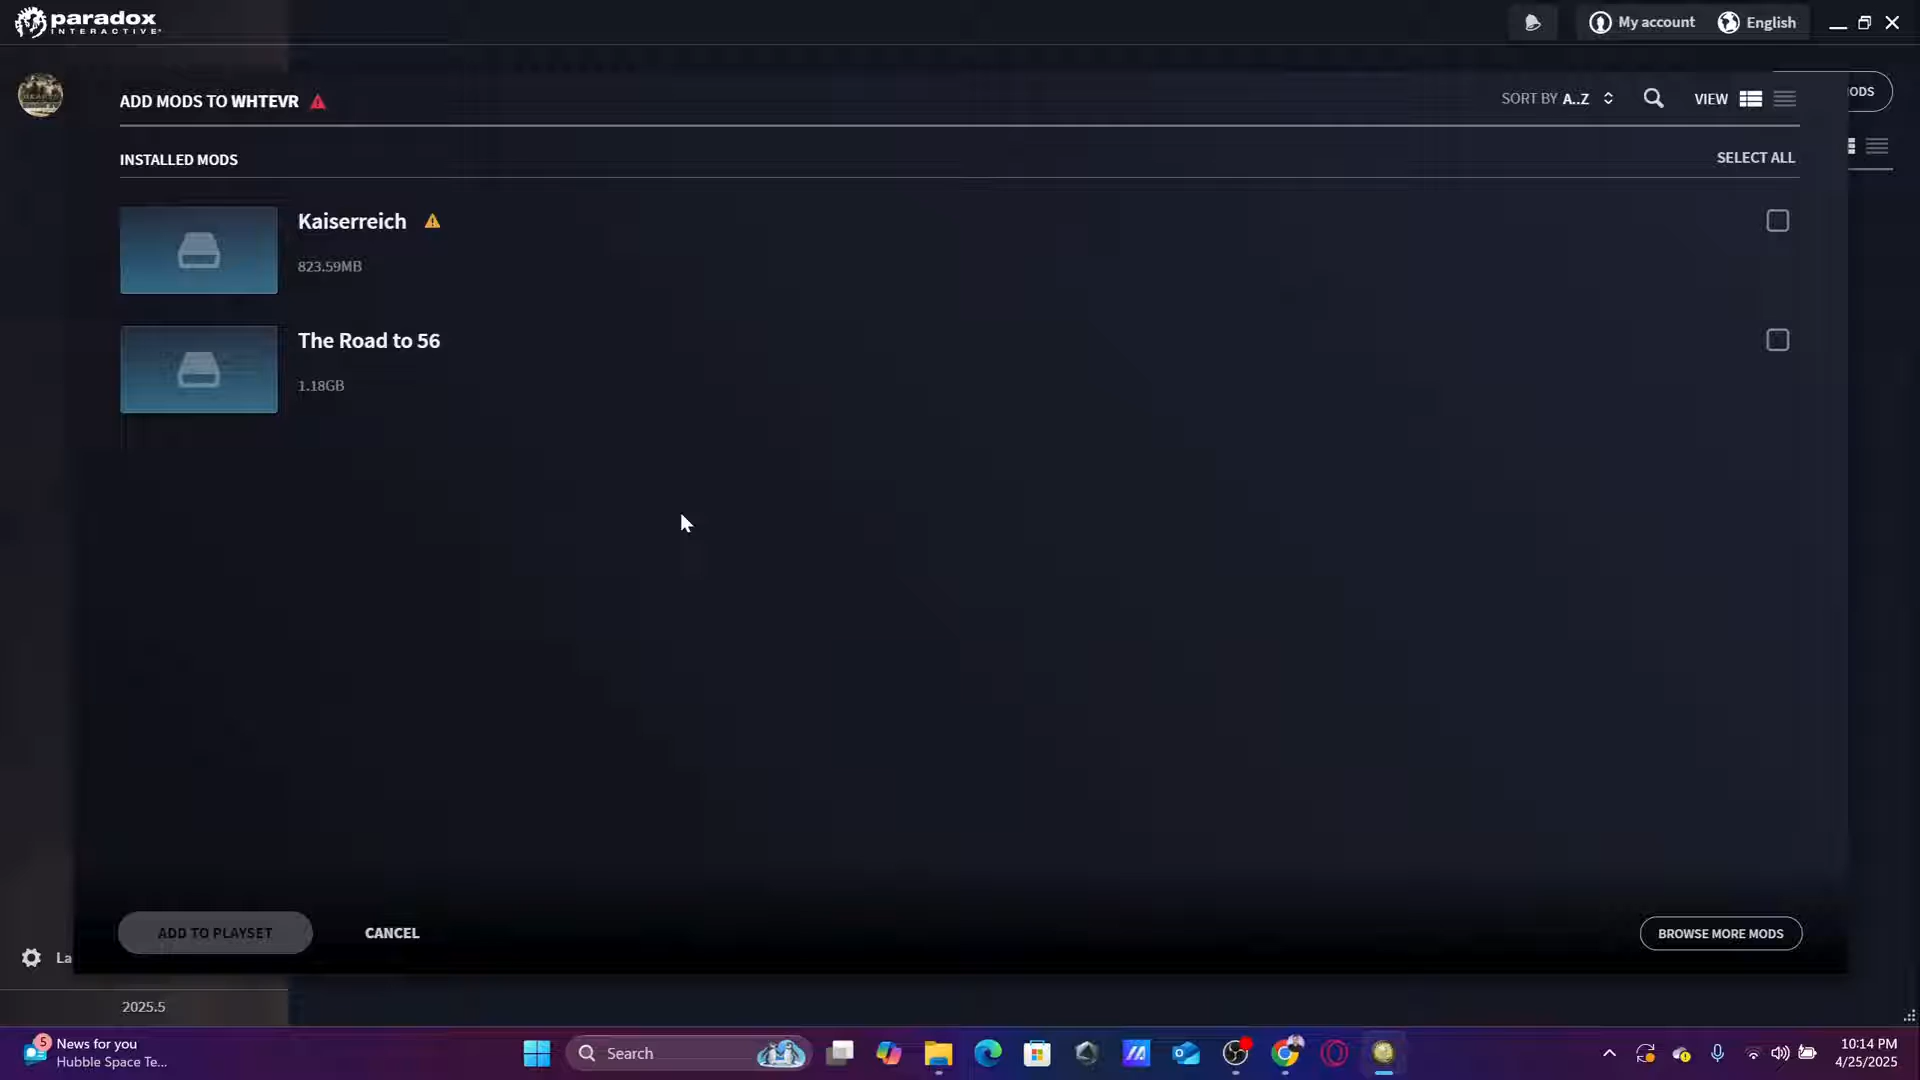 paradox
INTERACTIVE
My account
English
ADD MODS TO WHTEVR
SORT BY A..Z
VIEW
ODS
INSTALLED MODS
SELECT ALL
Kaiserreich
823.59MB
The Road to 56
1.18GB
ADD TO PLAYSET
CANCEL
BROWSE MORE MODS
La
2025.5
5
News for you
Hubble Space Te...
Search
10:14 PM
4/25/2025